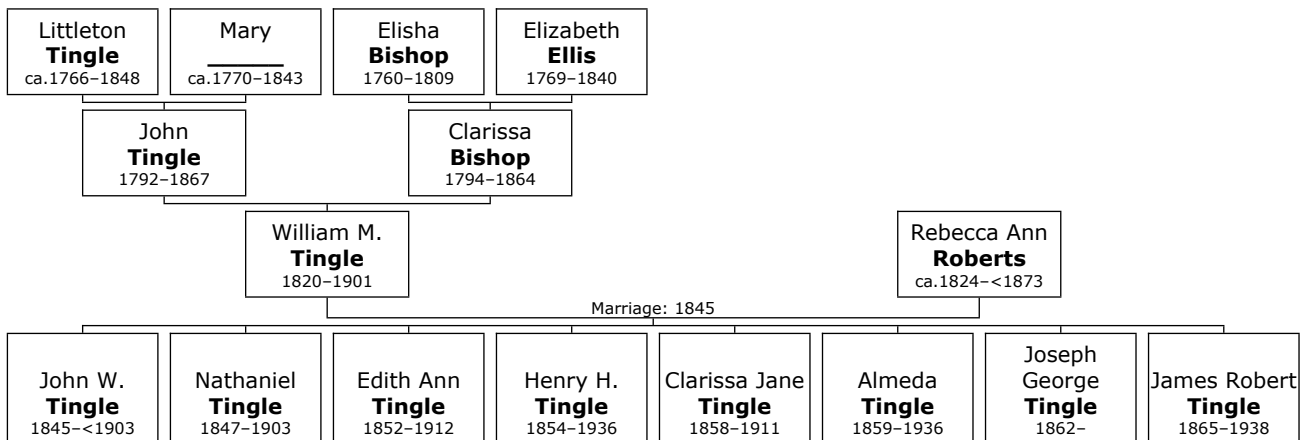 Littleton
Tingle
ca.1766–1848
Mary
________
ca.1770–1843
Elisha
Bishop
1760–1809
Elizabeth
Ellis
1769–1840
John
Tingle
1792–1867
Clarissa
Bishop
1794–1864
William M.
Tingle
1820–1901
Rebecca Ann
Roberts
ca.1824–<1873
Marriage: 1845
John W.
Tingle
1845–<1903
Nathaniel
Tingle
1847–1903
Edith Ann
Tingle
1852–1912
Henry H.
Tingle
1854–1936
Clarissa Jane
Tingle
1858–1911
Almeda
Tingle
1859–1936
Joseph
George
Tingle
1862–
James Robert
Tingle
1865–1938